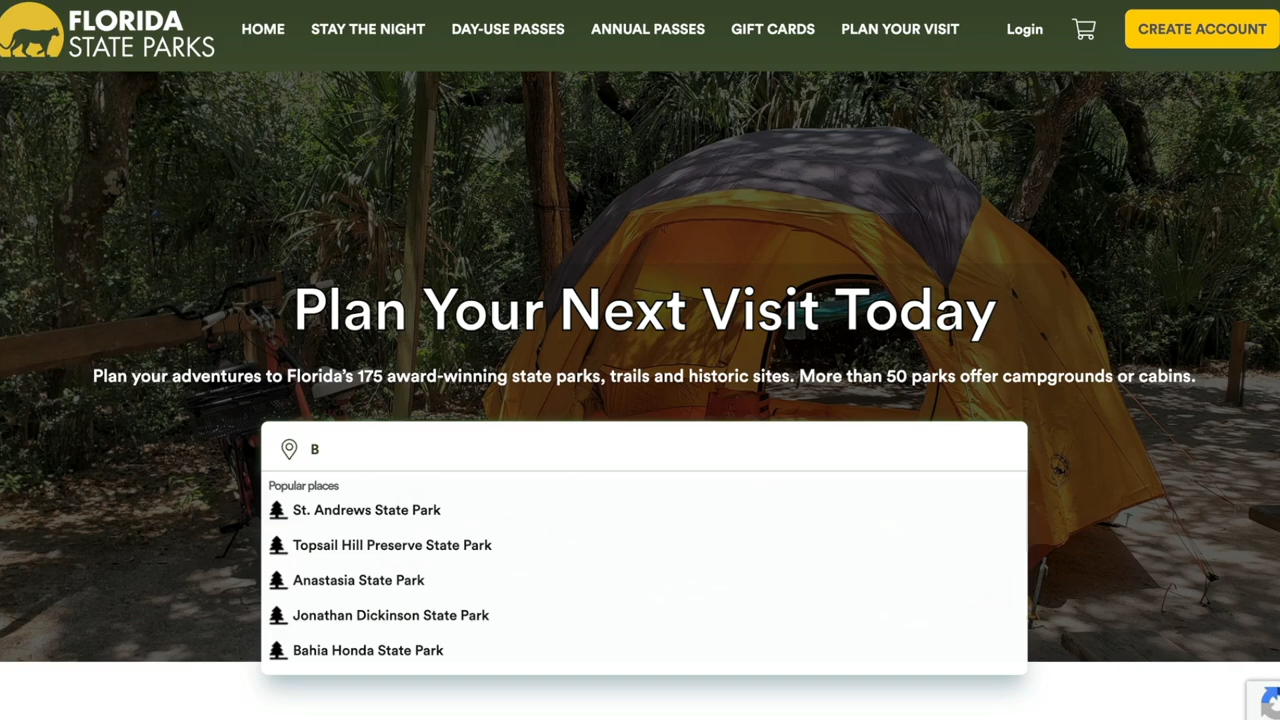 FLORIDA
STATE PARKS
HOME STAY THE NIGHT DAY-USE PASSES ANNUAL PASSES GIFT CARDS PLAN YOUR VISIT Login CREATE ACCOUNT
Plan Your Next Visit Today
Plan your adventures to Florida’s 175 award-winning state parks, trails and historic sites. More than 50 parks offer campgrounds or cabins.
B
Popular places
St. Andrews State Park
Topsail Hill Preserve State Park
Anastasia State Park
Jonathan Dickinson State Park
Bahia Honda State Park